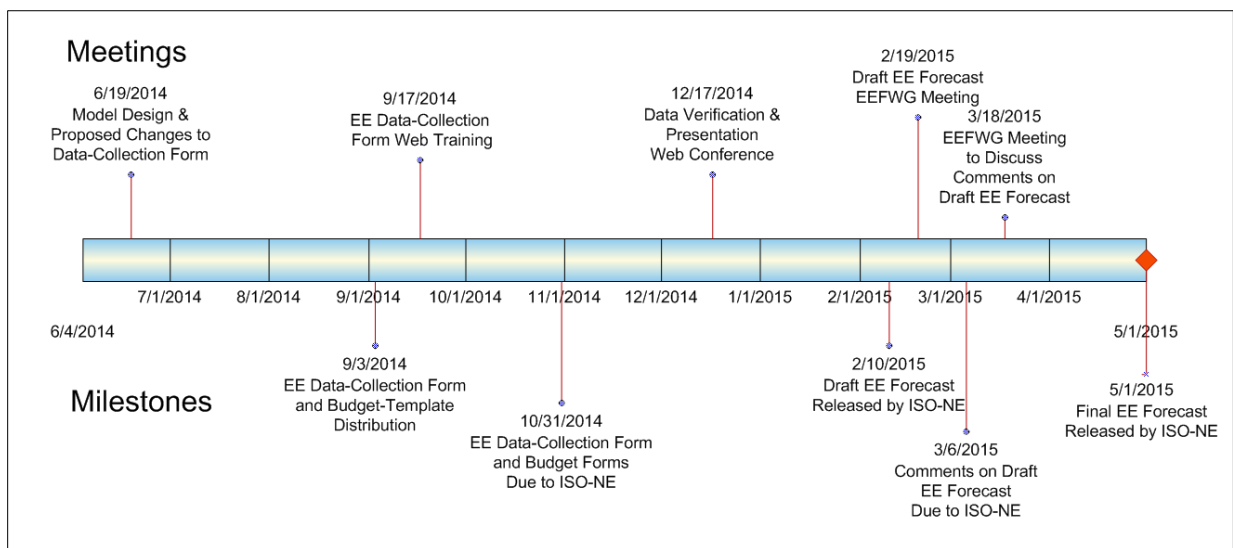 Meetings
6/19/2014
Model Design &
Proposed Changes to
Data-Collection Form
9/17/2014
EE Data-Collection
Form Web Training
12/17/2014
Data Verification &
Presentation
Web Conference
2/19/2015
Draft EE Forecast
EEFWG Meeting
3/18/2015
EEFWG Meeting
to Discuss
Comments on
Draft EE Forecast
7/1/2014
8/1/2014
9/1/2014
10/1/2014
11/1/2014
12/1/2014
1/1/2015
2/1/2015
3/1/2015
4/1/2015
6/4/2014
5/1/2015
Milestones
9/3/2014
EE Data-Collection Form
and Budget-Template
Distribution
10/31/2014
EE Data-Collection Form
and Budget Forms
Due to ISO-NE
2/10/2015
Draft EE Forecast
Released by ISO-NE
3/6/2015
Comments on Draft
EE Forecast
Due to ISO-NE
5/1/2015
Final EE Forecast
Released by ISO-NE